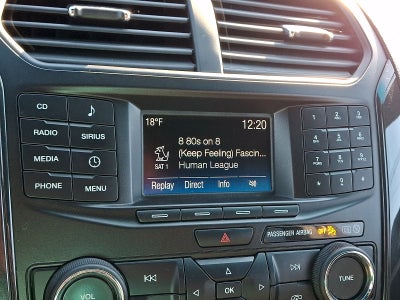 CD
RADIO SIRIUS
MEDIA
PHONE MENU
18°F 12:20
8 80s on 8
(Keep Feeling) Fascin...
SAT 1 Human League
Replay Direct Info
1 2 3
4 5 6
7 8 9
* 0 #
PASSENGER AIRBAG OFF
VOL
OK
TUNE